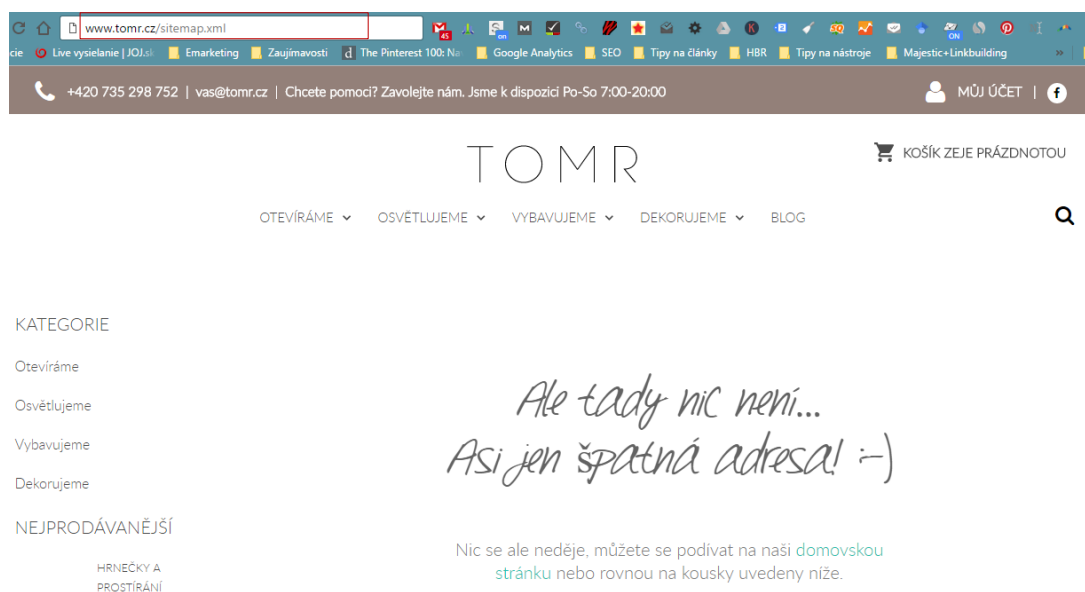 www.tomr.cz/sitemap.xml
45
on
ON
cie
Live vysielanie | JOJ.sk
Emarketing
Zaujímavosti
The Pinterest 100: Na
Google Analytics
SEO
Tipy na články
HBR
Tipy na nástroje
Majestic+Linkbuilding
»
+420 735 298 752 | vas@tomr.cz | Chcete pomoci? Zavolejte nám. Jsme k dispozici Po-So 7:00-20:00
MŮJ ÚČET |
TOMR
KOŠÍK ZEJE PRÁZDNOTOU
OTEVÍRÁME OSVĚTLUJEME VYBAVUJEME DEKORUJEME BLOG
KATEGORIE
Otevíráme
Osvětlujeme
Vybavujeme
Dekorujeme
NEJPRODÁVANĚJŠÍ
HRNEČKY A
PROSTÍRÁNÍ
Ale tady nic není...
Asi jen špatná adresa! :-)
Nic se ale neděje, můžete se podívat na naši domovskou
stránku nebo rovnou na kousky uvedeny níže.